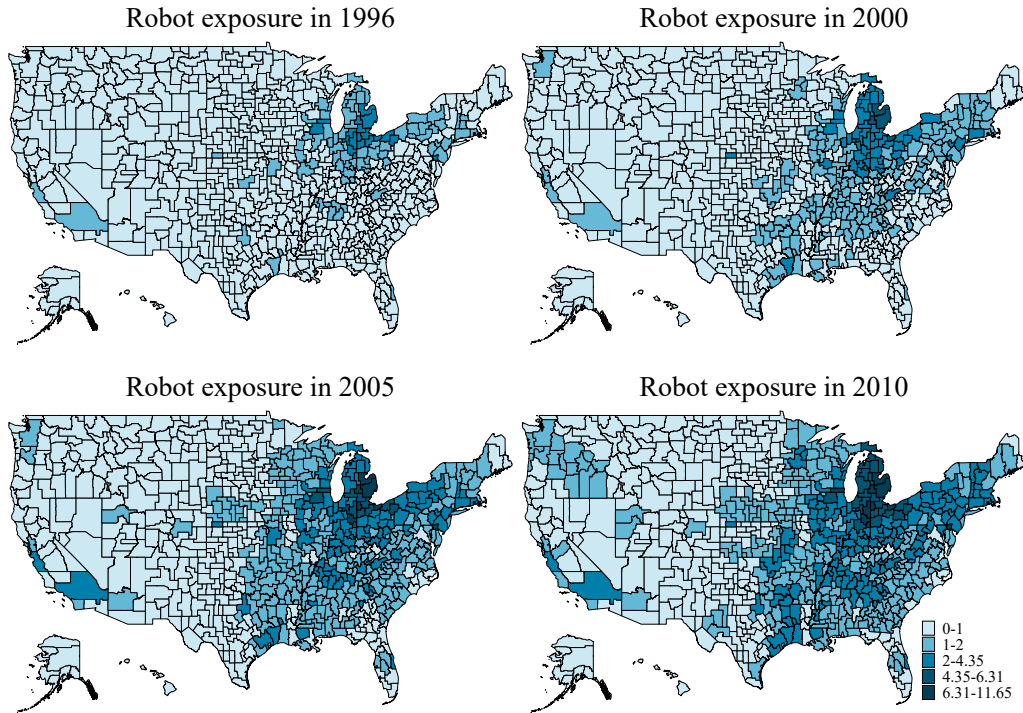 Robot exposure in 1996
Robot exposure in 2000
Robot exposure in 2005
Robot exposure in 2010
0-1
1-2
2-4.35
4.35-6.31
6.31-11.65